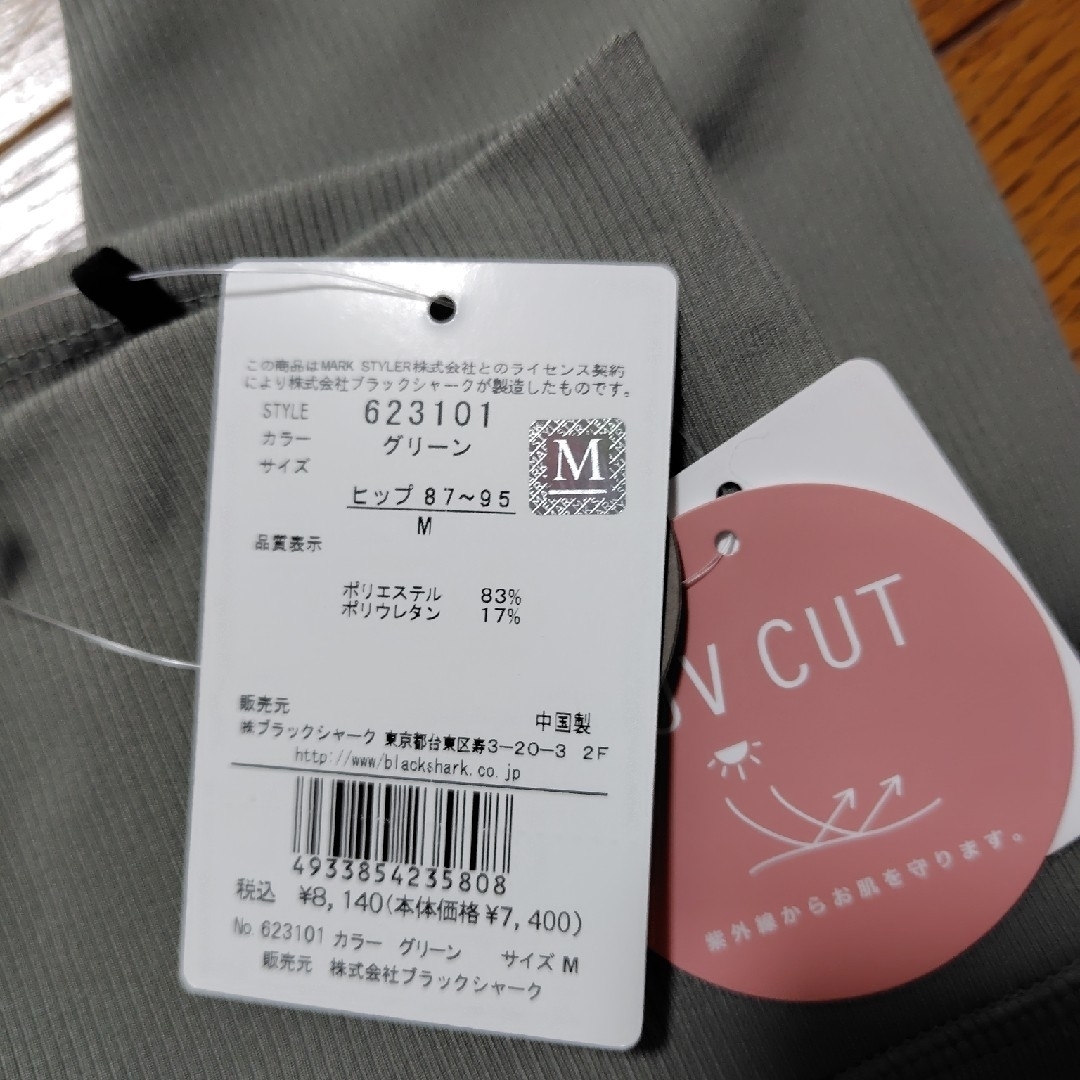 この商品はMARK STYLER株式会社とのライセンス契約
により株式会社ブラックシャークが製造したものです。
STYLE 623101
カラー グリーン
サイズ
M
ヒップ 87～95
M
品質表示
ポリエステル 83%
ポリウレタン 17%
販売元 中国製
㈱ブラックシャーク 東京都台東区寿3-20-3 2F
http://www.blackshark.co.jp
4933854235808
税込 ¥8,140(本体価格¥7,400)
No.623101 カラー グリーン サイズ M
販売元 株式会社ブラックシャーク
UV CUT
紫外線からお肌を守ります。